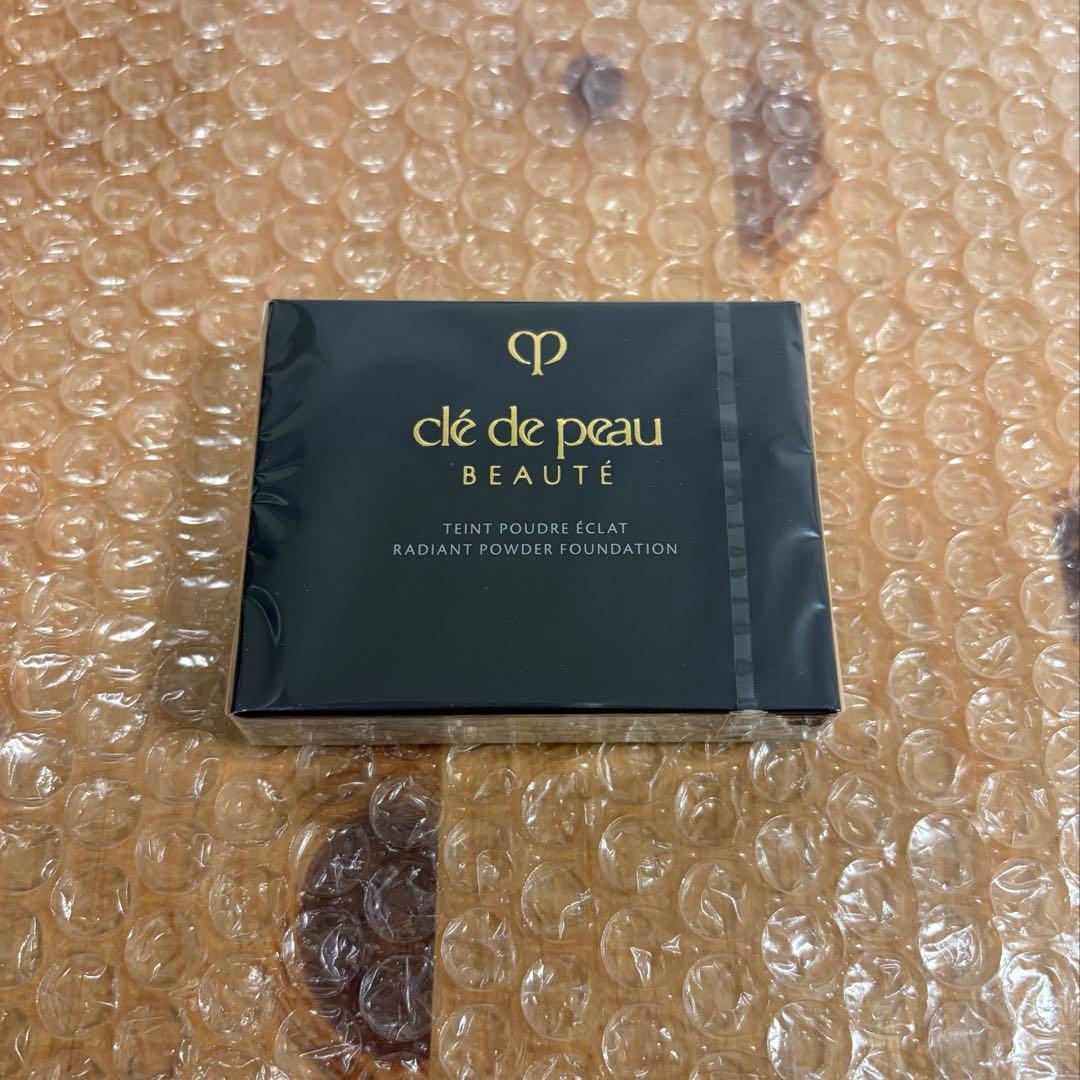 clé de peau
BEAUTÉ
TEINT POUDRE ÉCLAT
RADIANT POWDER FOUNDATION